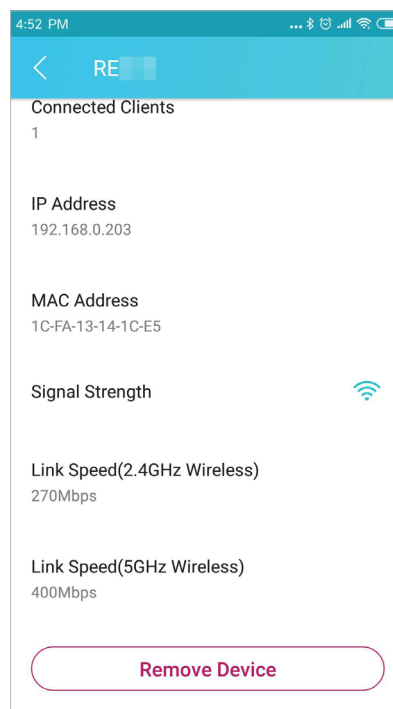 4:52 PM
RE
Connected Clients
1
IP Address
192.168.0.203
MAC Address
1C-FA-13-14-1C-E5
Signal Strength
Link Speed(2.4GHz Wireless)
270Mbps
Link Speed(5GHz Wireless)
400Mbps
Remove Device